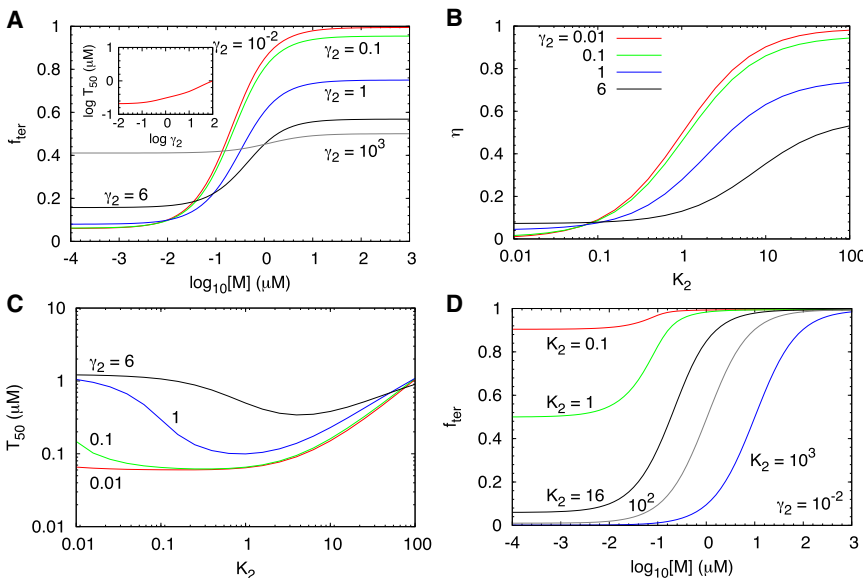 A
1
0.8
0.6
0.4
0.2
0
f_ter
γ₂ = 10⁻²
γ₂ = 0.1
γ₂ = 1
γ₂ = 10³
γ₂ = 6
log T₅₀ (μM)
1
0
-1
-2 -1 0 1 2
log γ₂
-4 -3 -2 -1 0 1 2 3
log₁₀[M] (μM)
B
1
0.8
0.6
0.4
0.2
0
η
γ₂ = 0.01
0.1
1
6
0.01 0.1 1 10 100
K₂
C
10
1
0.1
0.01
T₅₀ (μM)
γ₂ = 6
1
0.1
0.01
0.01 0.1 1 10 100
K₂
D
1
0.8
0.6
0.4
0.2
0
f_ter
K₂ = 0.1
K₂ = 1
K₂ = 10³
K₂ = 16
10²
γ₂ = 10⁻²
-4 -3 -2 -1 0 1 2 3
log₁₀[M] (μM)